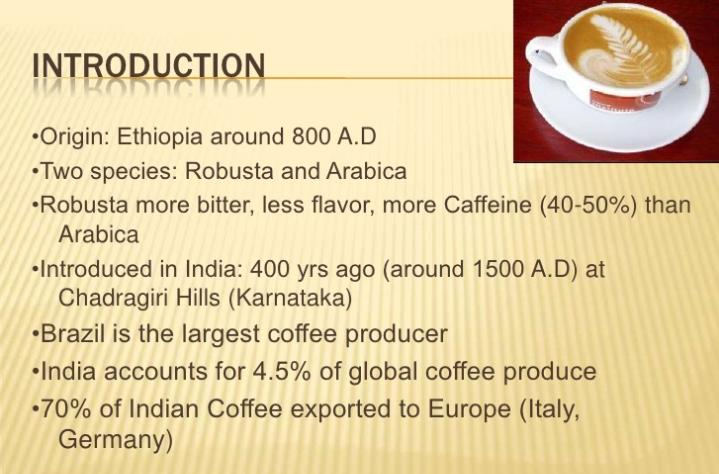 INTRODUCTION
•Origin: Ethiopia around 800 A.D
•Two species: Robusta and Arabica
•Robusta more bitter, less flavor, more Caffeine (40-50%) than
Arabica
•Introduced in India: 400 yrs ago (around 1500 A.D) at
Chadragiri Hills (Karnataka)
•Brazil is the largest coffee producer
•India accounts for 4.5% of global coffee produce
•70% of Indian Coffee exported to Europe (Italy,
Germany)